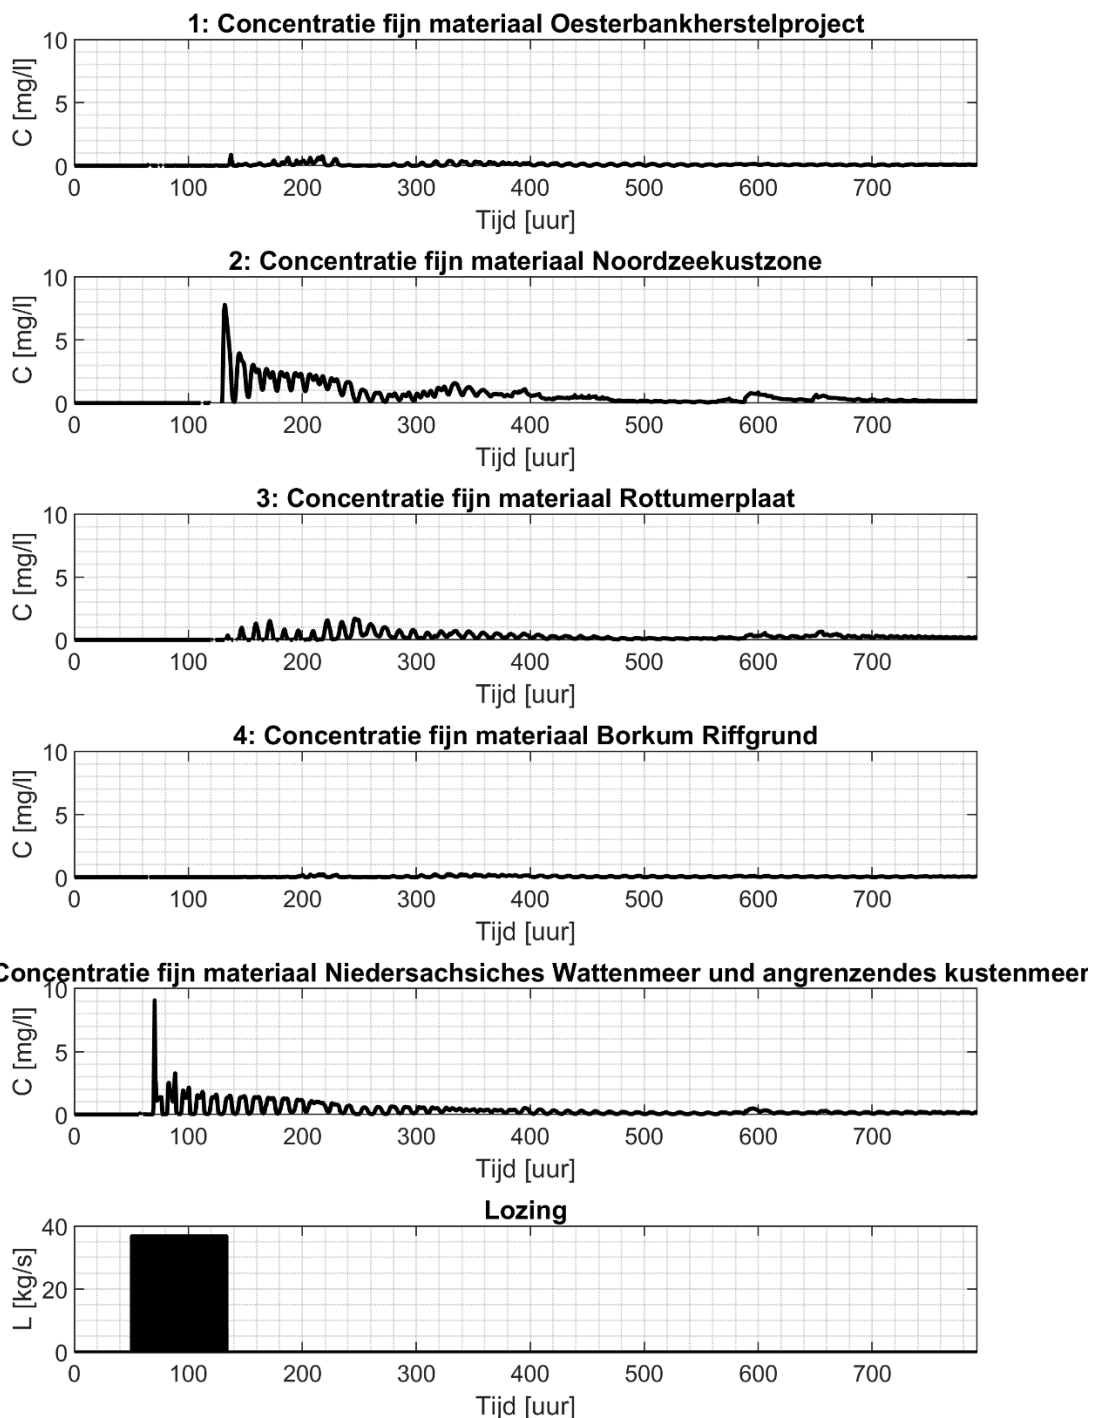 1: Concentratie fijn materiaal Oesterbankherstelproject
10
5
0
C [mg/l]
0 100 200 300 400 500 600 700
Tijd [uur]
2: Concentratie fijn materiaal Noordzeekustzone
10
5
0
C [mg/l]
0 100 200 300 400 500 600 700
Tijd [uur]
3: Concentratie fijn materiaal Rottumerplaat
10
5
0
C [mg/l]
0 100 200 300 400 500 600 700
Tijd [uur]
4: Concentratie fijn materiaal Borkum Riffgrund
10
5
0
C [mg/l]
0 100 200 300 400 500 600 700
Tijd [uur]
Concentratie fijn materiaal Niedersachsiches Wattenmeer und angrenzendes kustenmeer
10
5
0
C [mg/l]
0 100 200 300 400 500 600 700
Tijd [uur]
Lozing
40
20
0
L [kg/s]
0 100 200 300 400 500 600 700
Tijd [uur]